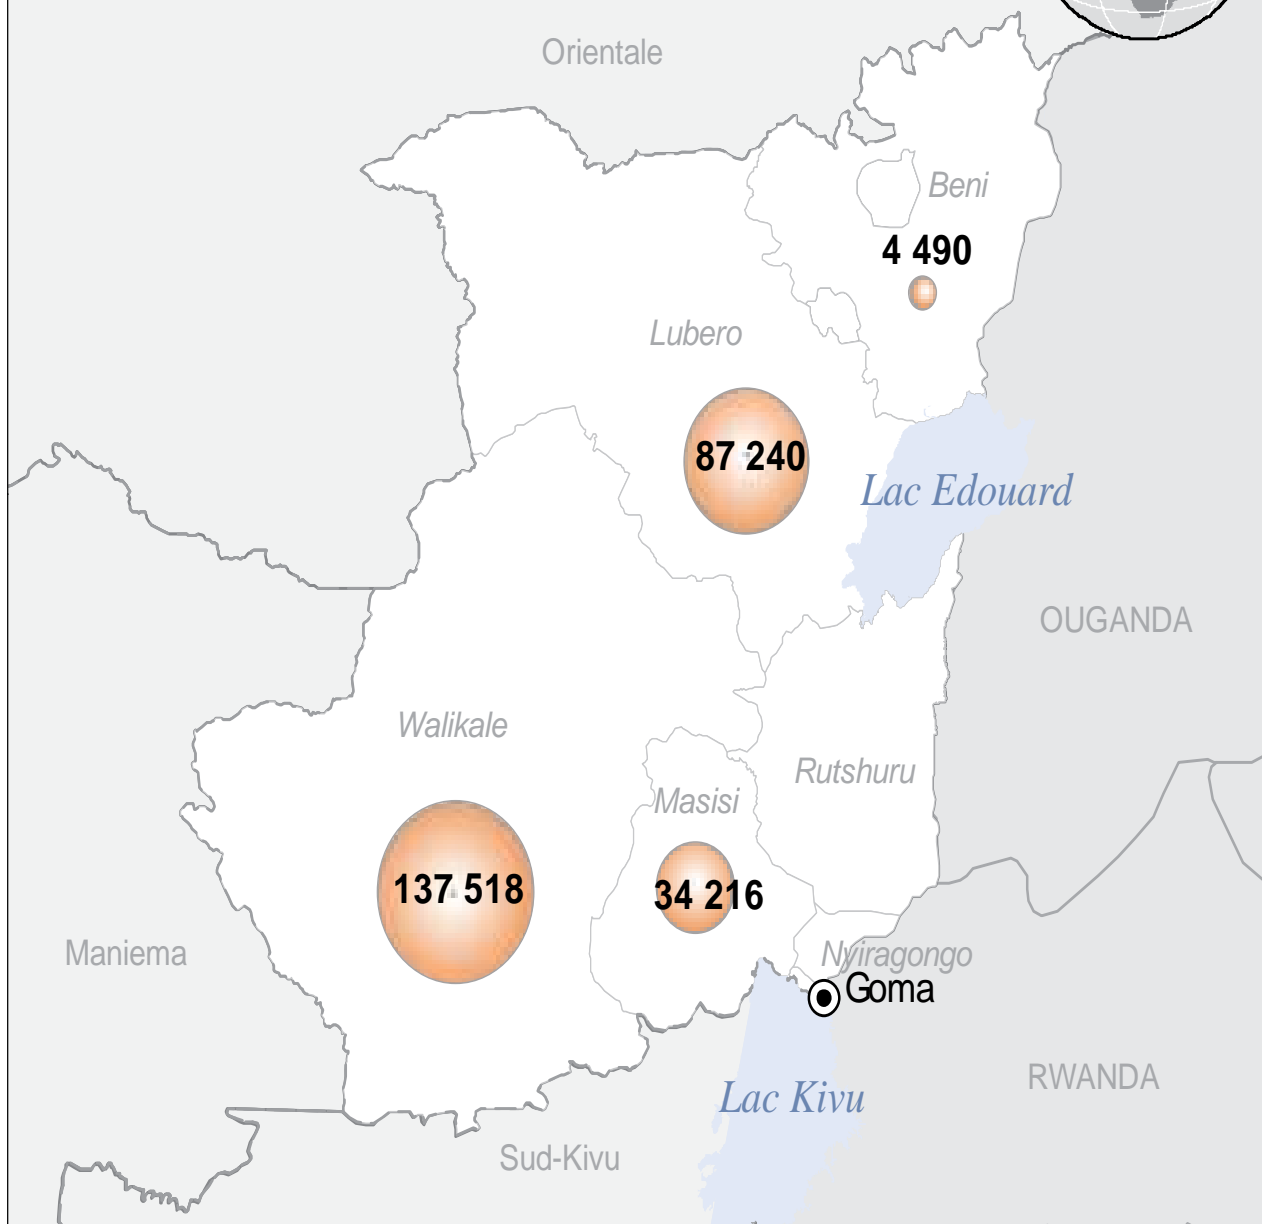 Orientale
Beni
4 490
Lubero
87 240
Lac Edouard
OUGANDA
Walikale
Rutshuru
Masisi
137 518
34 216
Maniema
Nyiragongo
Goma
RWANDA
Lac Kivu
Sud-Kivu